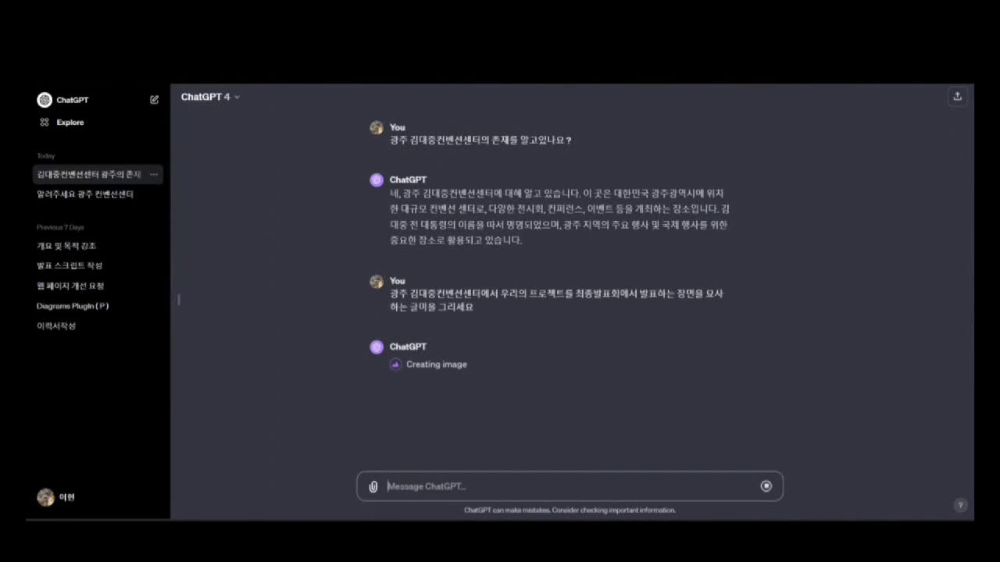 ChatGPT
Explore
Today
김대중컨벤션센터 광주의 존재
알려주세요 광주 컨벤션센터
Previous 7 Days
개요 및 목적 강조
발표 스크립트 작성
웹 페이지 개선 요청
Diagrams PlugIn ( P )
이력서작성
이현
ChatGPT 4
You
광주 김대중컨벤션센터의 존재를 알고있나요?
ChatGPT
네, 광주 김대중컨벤션센터에 대해 알고 있습니다. 이 곳은 대한민국 광주광역시에 위치
한 대규모 컨벤션 센터로, 다양한 전시회, 컨퍼런스, 이벤트 등을 개최하는 장소입니다. 김
대중 전 대통령의 이름을 따서 명명되었으며, 광주 지역의 주요 행사 및 국제 행사를 위한
중요한 장소로 활용되고 있습니다.
You
광주 김대중컨벤션센터에서 우리의 프로젝트를 최종발표회에서 발표하는 장면을 묘사
하는 글미을 그리세요
ChatGPT
Creating image
Message ChatGPT...
ChatGPT can make mistakes. Consider checking important information.
?